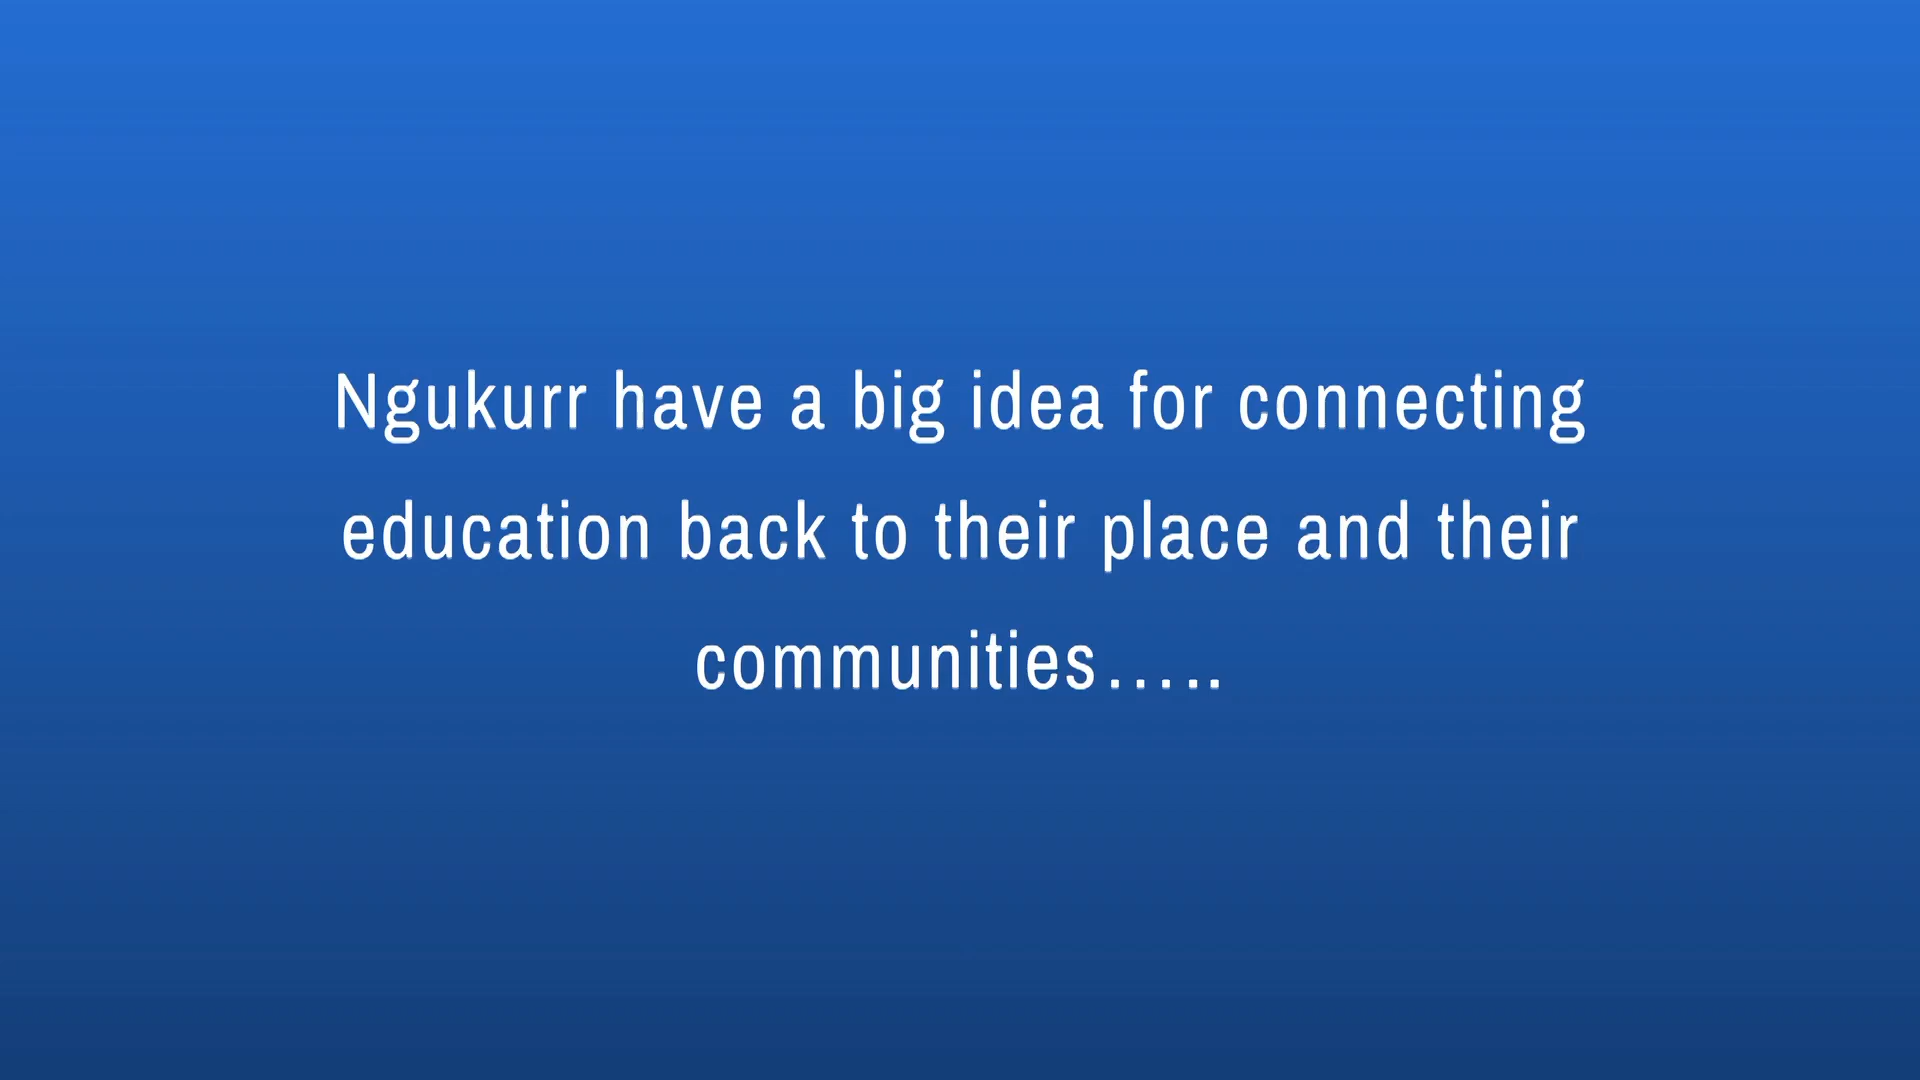 Ngukurr have a big idea for connecting
education back to their place and their
communities…..